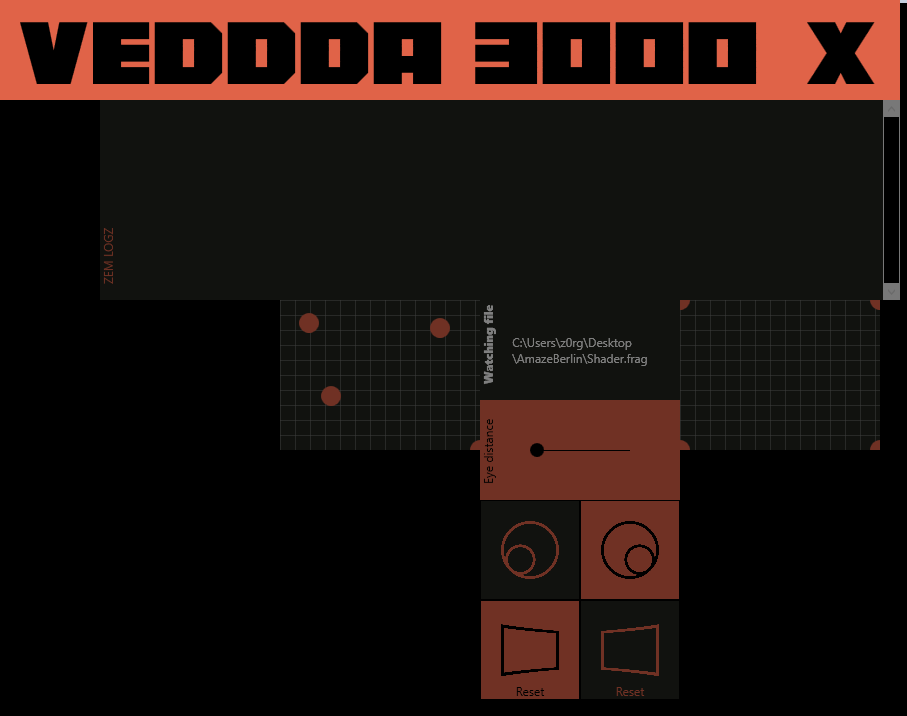 VEDDDA 3000 X
ZEM LOGZ
Watching file
C:\Users\z0rg\Desktop
\AmazeBerlin\Shader.frag
Eye distance
Reset
Reset